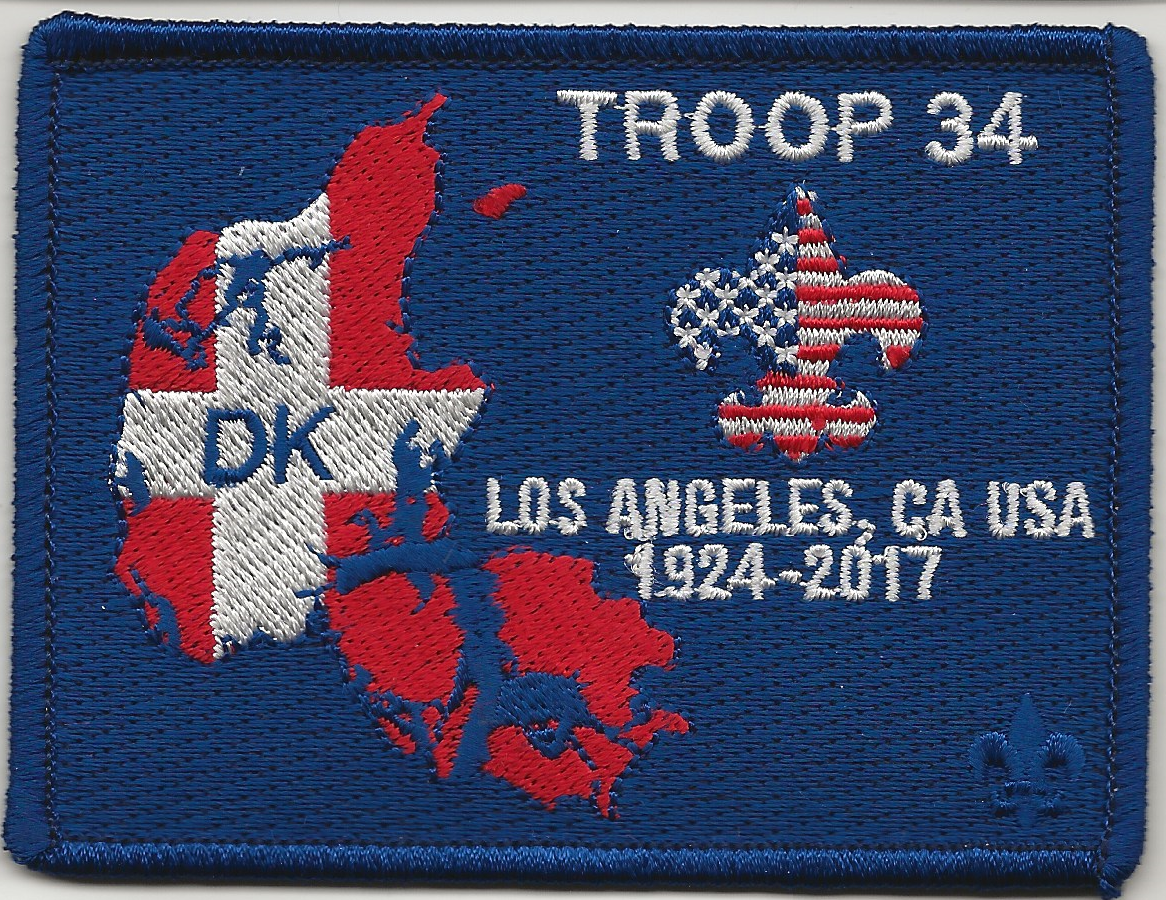 TROOP 34
DK
LOS ANGELES, CA USA
1924-2017